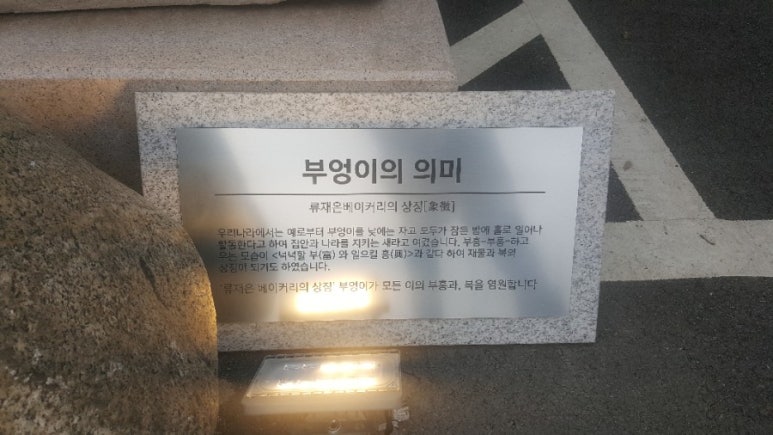 부엉이의 의미
류재은베이커리의 상징[象徵]
우리나라에서는 예로부터 부엉이를 낮에는 자고 모두가 잠든 밤에 홀로 일어나
활동한다고 하며 집안과 나라를 지키는 새라고 여겼습니다. 부흥-부흥-하고
우는 모습이 <넉넉할 부(富) 와 일으킬 흥(興)>과 같다 하여 재물과 복의
상징이 되기도 하였습니다.
'류재은 베이커리의 상징' 부엉이가 모든 이의 부흥과, 복을 염원합니다